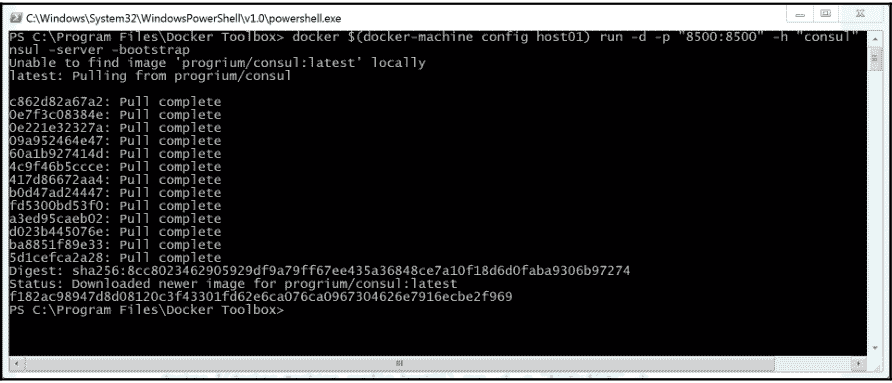 C:\Windows\System32\WindowsPowerShell\v1.0\powershell.exe
PS C:\Program Files\Docker Toolbox> docker $(docker-machine config host01) run -d -p "8500:8500" -h "consul"
nsul -server -bootstrap
Unable to find image 'progrium/consul:latest' locally
latest: Pulling from progrium/consul
c862d82a67a2: Pull complete
0e7f3c08384e: Pull complete
0e221e32327a: Pull complete
09a952464e47: Pull complete
60a1b927414d: Pull complete
4c9f46b5ccce: Pull complete
417d86672aa4: Pull complete
b0d47ad24447: Pull complete
fd5300bd53f0: Pull complete
a3ed95caeb02: Pull complete
d023b445076e: Pull complete
ba8851f89e33: Pull complete
5d1cefca2a28: Pull complete
Digest: sha256:8cc8023462905929df9a79ff67ee435a36848ce7a10f18d6d0faba9306b97274
Status: Downloaded newer image for progrium/consul:latest
f182ac98947d8d08120c3f43301fd62e6ca076ca0967304626e7916ecbe2f969
PS C:\Program Files\Docker Toolbox>